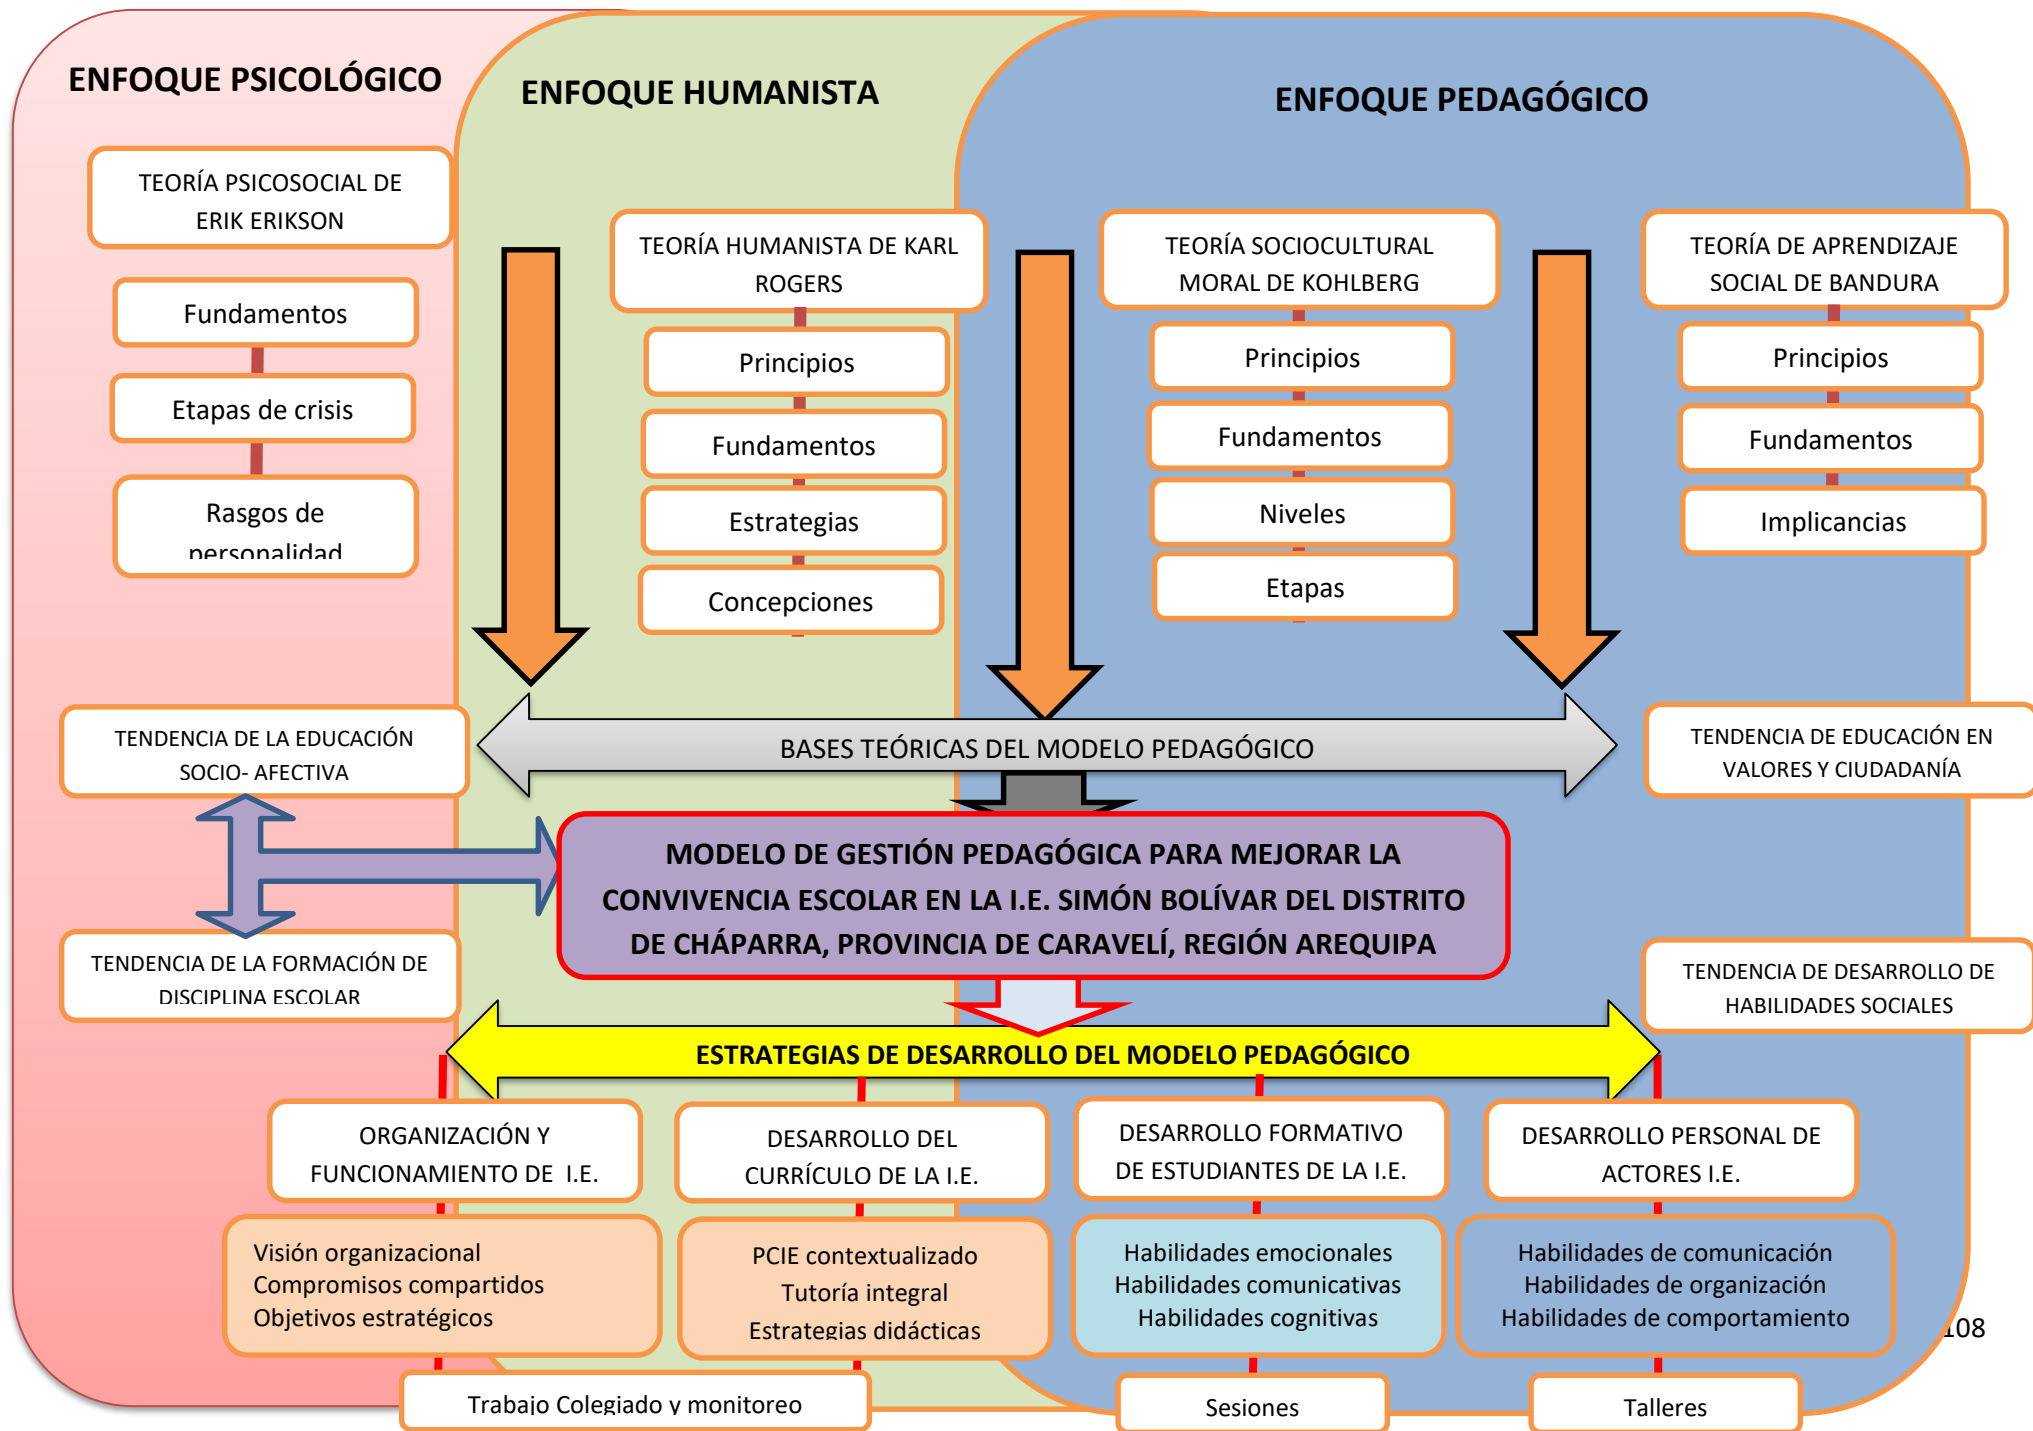 ENFOQUE PSICOLÓGICO
ENFOQUE HUMANISTA
ENFOQUE PEDAGÓGICO
TEORÍA PSICOSOCIAL DE
ERIK ERIKSON
Fundamentos
Etapas de crisis
Rasgos de
personalidad
TEORÍA HUMANISTA DE KARL
ROGERS
Principios
Fundamentos
Estrategias
Concepciones
TEORÍA SOCIOCULTURAL
MORAL DE KOHLBERG
Principios
Fundamentos
Niveles
Etapas
TEORÍA DE APRENDIZAJE
SOCIAL DE BANDURA
Principios
Fundamentos
Implicancias
TENDENCIA DE LA EDUCACIÓN
SOCIO- AFECTIVA
BASES TEÓRICAS DEL MODELO PEDAGÓGICO
TENDENCIA DE EDUCACIÓN EN
VALORES Y CIUDADANÍA
MODELO DE GESTIÓN PEDAGÓGICA PARA MEJORAR LA
CONVIVENCIA ESCOLAR EN LA I.E. SIMÓN BOLÍVAR DEL DISTRITO
DE CHÁPARRA, PROVINCIA DE CARAVELÍ, REGIÓN AREQUIPA
TENDENCIA DE LA FORMACIÓN DE
DISCIPLINA ESCOLAR
TENDENCIA DE DESARROLLO DE
HABILIDADES SOCIALES
ESTRATEGIAS DE DESARROLLO DEL MODELO PEDAGÓGICO
ORGANIZACIÓN Y
FUNCIONAMIENTO DE I.E.
DESARROLLO DEL
CURRÍCULO DE LA I.E.
DESARROLLO FORMATIVO
DE ESTUDIANTES DE LA I.E.
DESARROLLO PERSONAL DE
ACTORES I.E.
Visión organizacional
Compromisos compartidos
Objetivos estratégicos
PCIE contextualizado
Tutoría integral
Estrategias didácticas
Habilidades emocionales
Habilidades comunicativas
Habilidades cognitivas
Habilidades de comunicación
Habilidades de organización
Habilidades de comportamiento
108
Trabajo Colegiado y monitoreo
Sesiones
Talleres